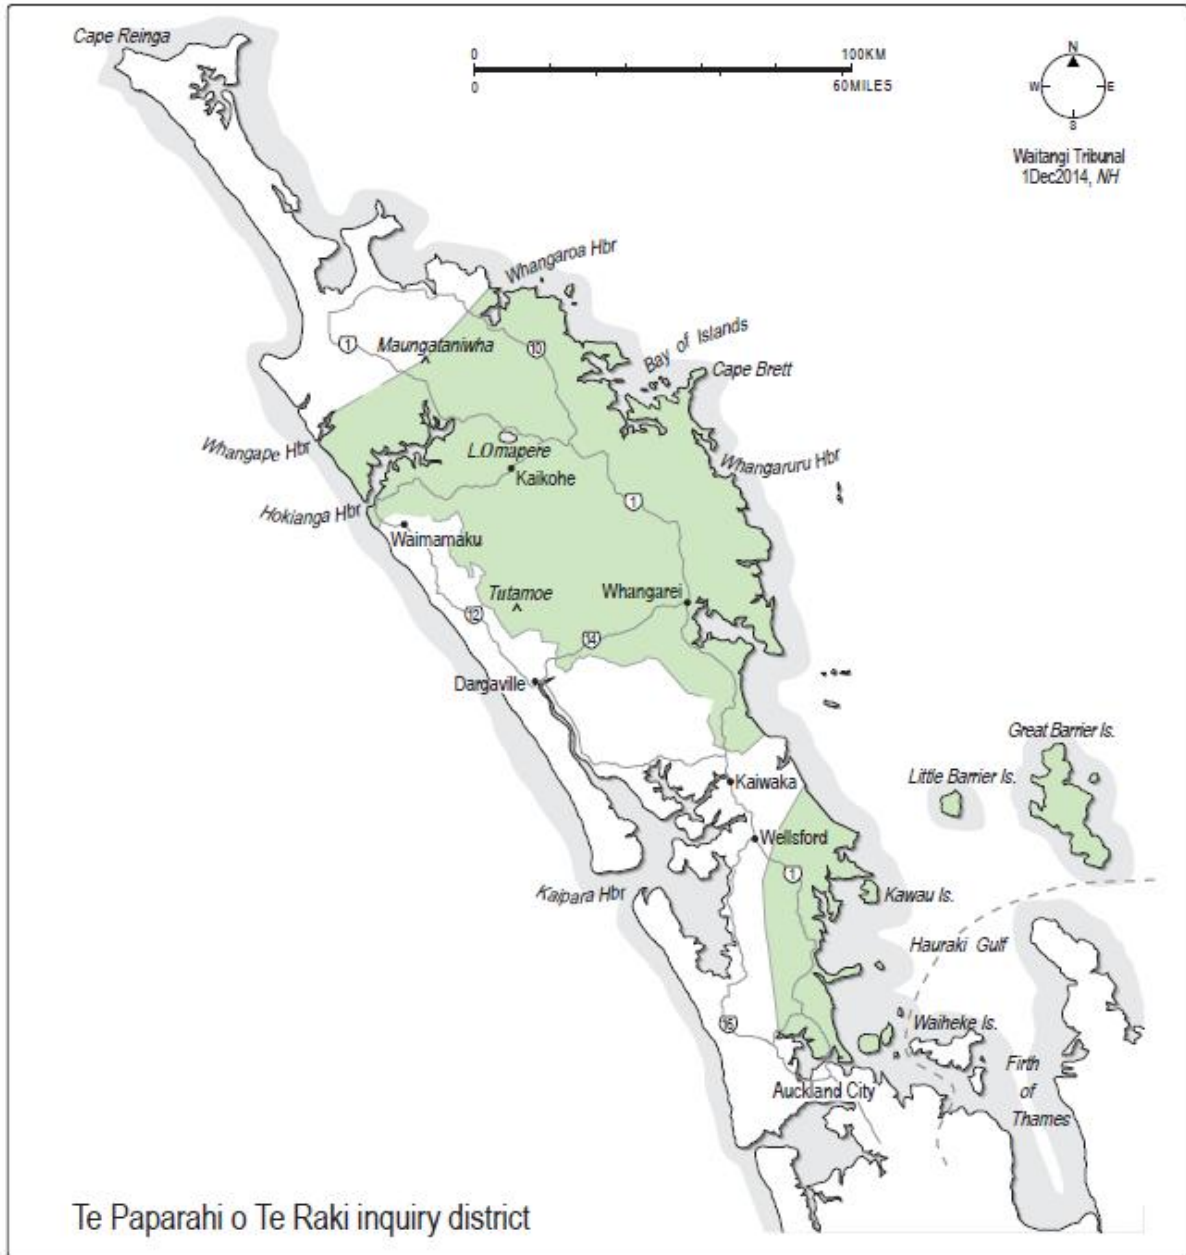 Cape Reinga
0 100KM
0 60MILES
N
W E
S
Waitangi Tribunal
1Dec2014, NH
Whangaroa Hbr
1
Maungataniwha
10
Bay of Islands
Cape Brett
Whangape Hbr
L.Omapere
Kaikohe
Whangaruru Hbr
1
Hokianga Hbr
Waimamaku
Tutamoe
Whangarei
12
14
Dargaville
Great Barrier Is.
Little Barrier Is.
Kaiwaka
Wellsford
1
Kaipara Hbr
Kawau Is.
Hauraki Gulf
16
Waiheke Is.
Firth
of
Thames
Auckland City
Te Paparahi o Te Raki inquiry district